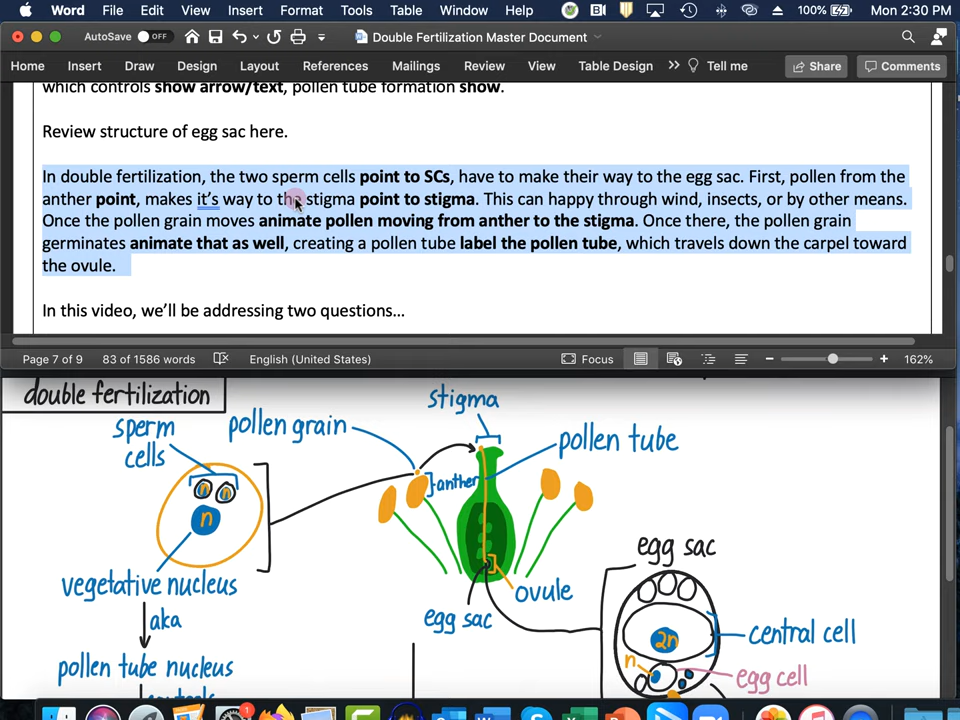 Word File Edit View Insert Format Tools Table Window Help 100% Mon 2:30 PM
AutoSave OFF Double Fertilization Master Document
Home Insert Draw Design Layout References Mailings Review View Table Design >> Tell me Share Comments
which controls show arrow/text, pollen tube formation show.
Review structure of egg sac here.
In double fertilization, the two sperm cells point to SCs, have to make their way to the egg sac. First, pollen from the
anther point, makes it's way to the stigma point to stigma. This can happy through wind, insects, or by other means.
Once the pollen grain moves animate pollen moving from anther to the stigma. Once there, the pollen grain
germinates animate that as well, creating a pollen tube label the pollen tube, which travels down the carpel toward
the ovule.
In this video, we'll be addressing two questions...
Page 7 of 9 83 of 1586 words English (United States) Focus 162%
double fertilization
stigma
sperm
cells
pollen grain
pollen tube
anther
n n
n
egg sac
vegetative nucleus
ovule
egg sac
aka
central cell
2n
pollen tube nucleus
n
egg cell
controls